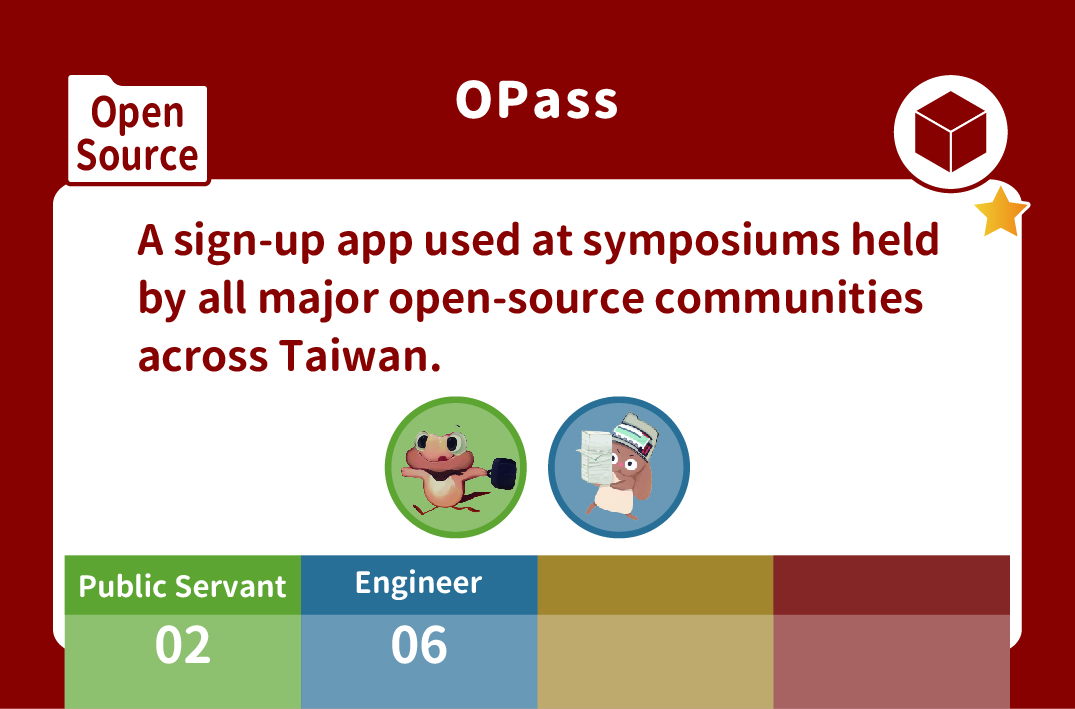 OPass
Open
Source
A sign-up app used at symposiums held
by all major open-source communities
across Taiwan.
Public Servant
Engineer
02
06